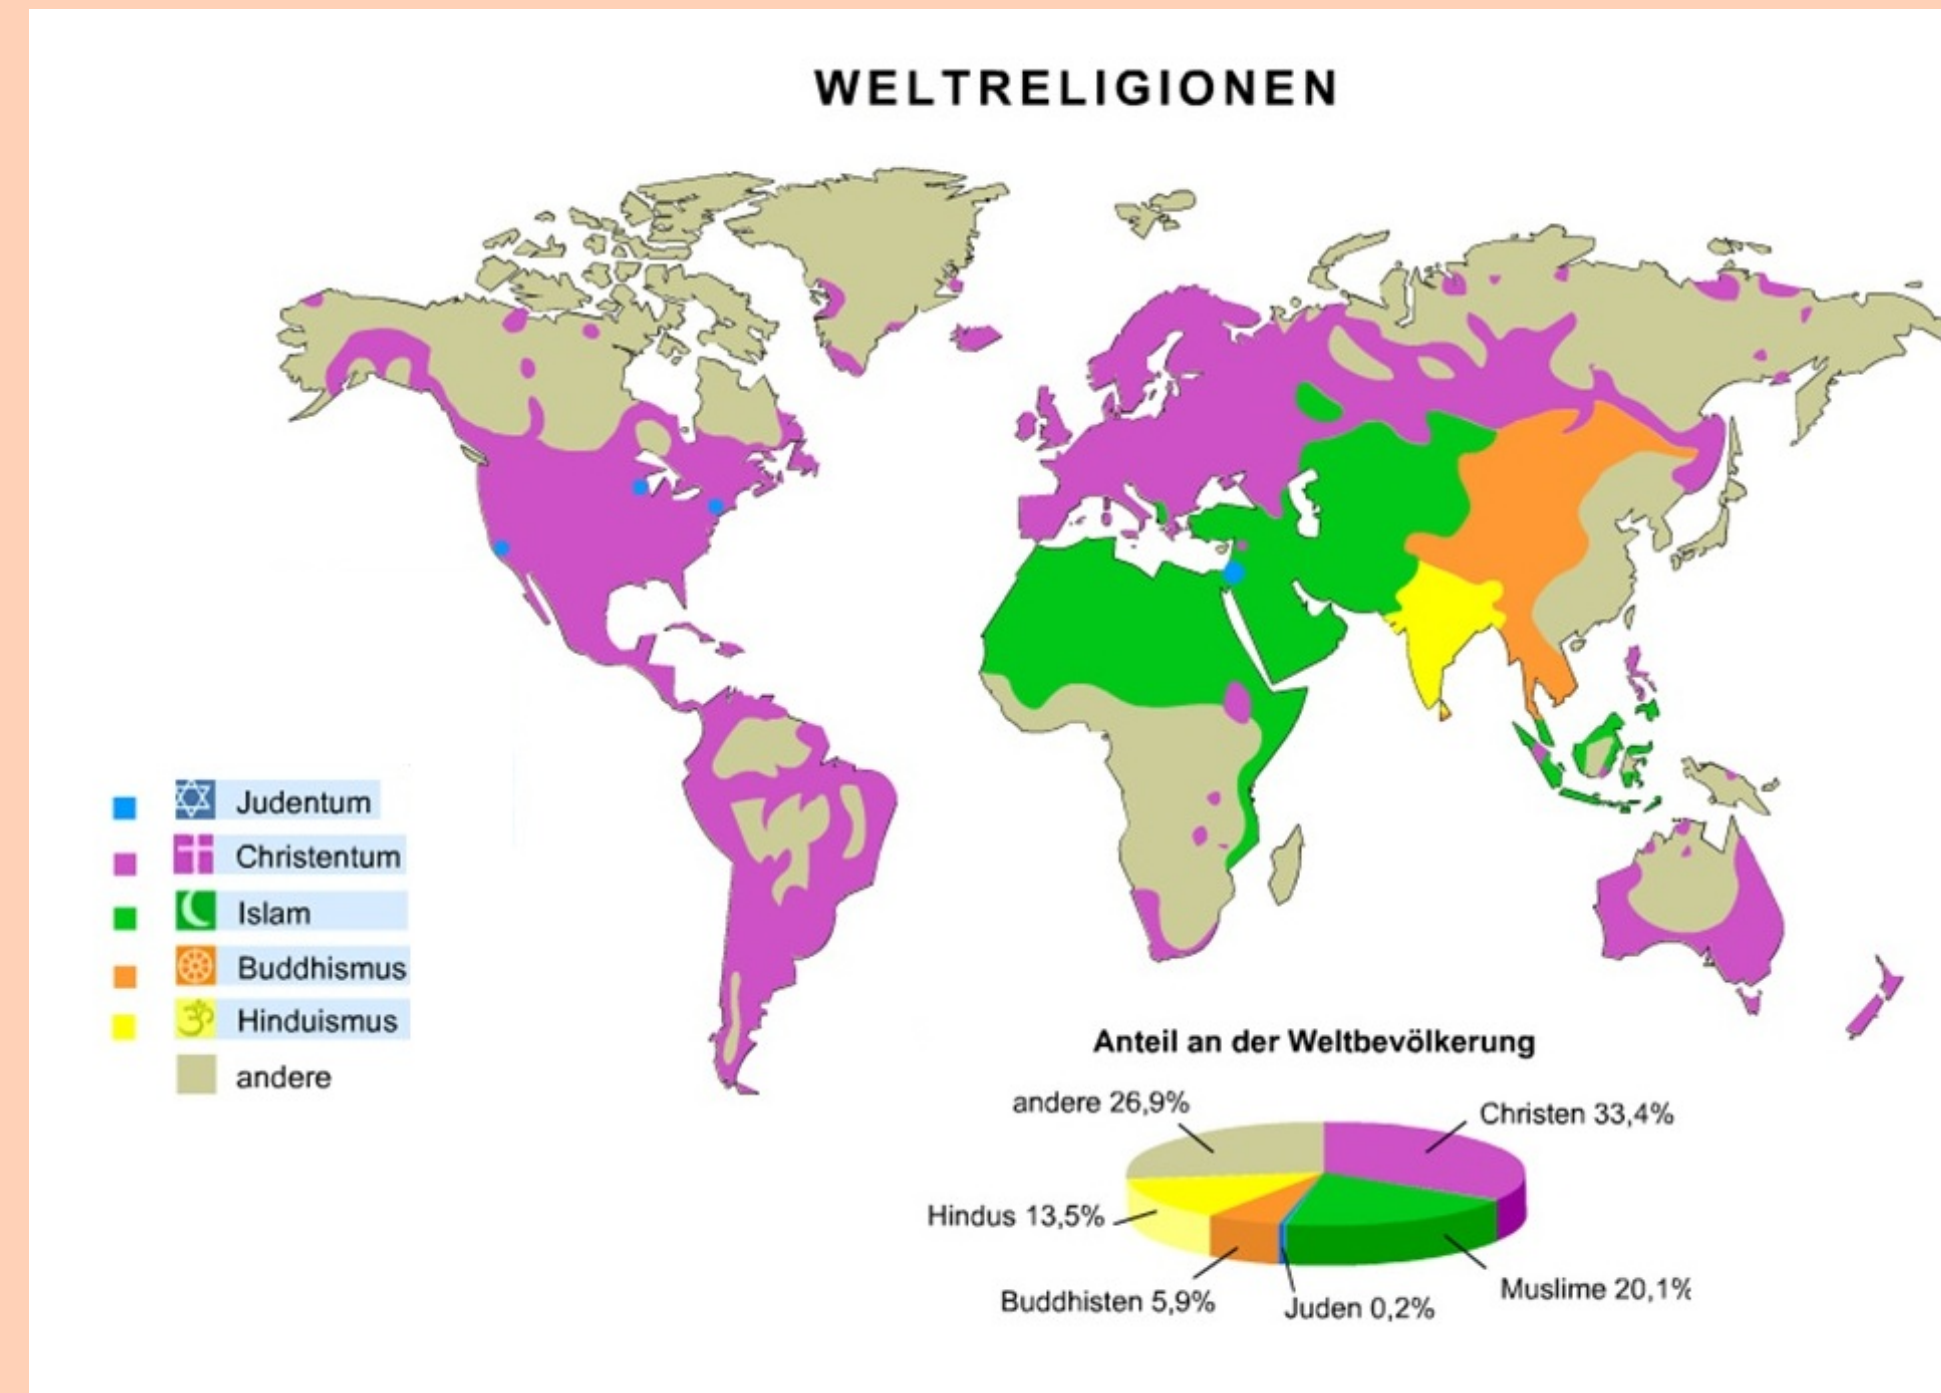 WELTRELIGIONEN
Judentum
Christentum
Islam
Buddhismus
Hinduismus
andere
Anteil an der Weltbevölkerung
andere 26,9%
Christen 33,4%
Hindus 13,5%
Buddhisten 5,9%
Juden 0,2%
Muslime 20,1%